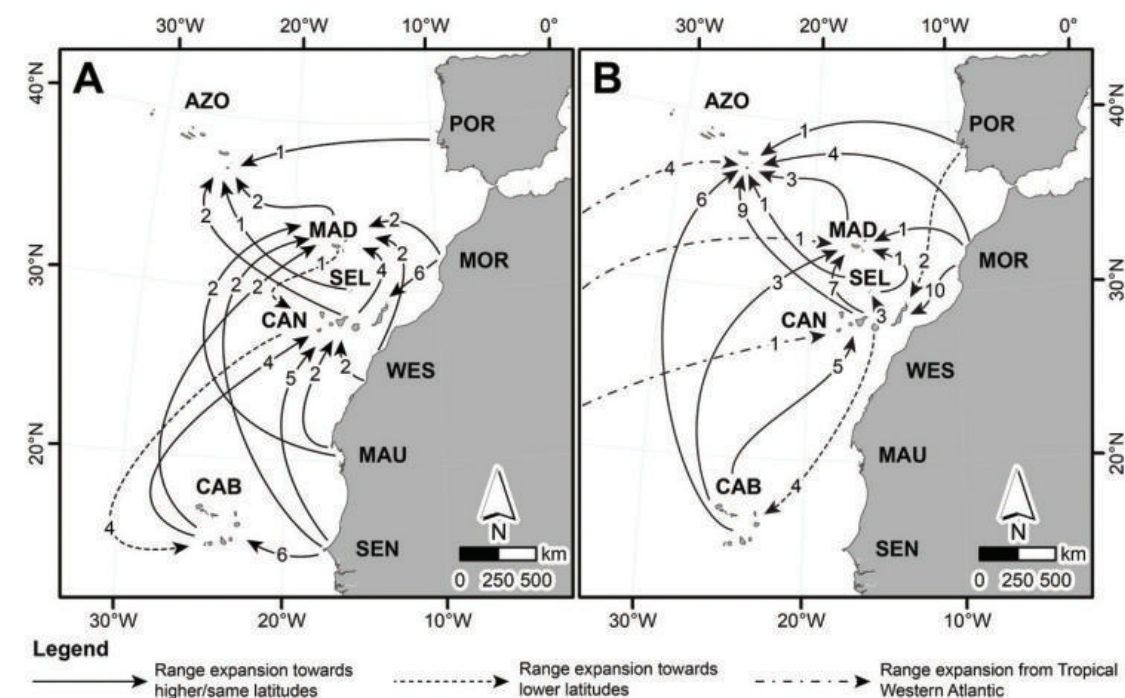 30°W 20°W 10°W 0° 30°W 20°W 10°W 0°
A
40°N
AZO
POR
1
2
2
1
MAD
2
2
30°N
1
SEL
4
6
MOR
2
2
2
CAN
4
5
2
2
WES
20°N
MAU
CAB
4
6
SEN
N
km
0 250 500
30°W 20°W 10°W
B
40°N
AZO
POR
1
4
4
3
6
9
1
MAD
1
1
1
2
30°N
SEL
MOR
3
7
10
CAN
3
1
5
WES
20°N
MAU
CAB
4
SEN
N
km
0 250 500
30°W 20°W 10°W
Legend
Range expansion towards
higher/same latitudes
Range expansion towards
lower latitudes
Range expansion from Tropical
Western Atlantic